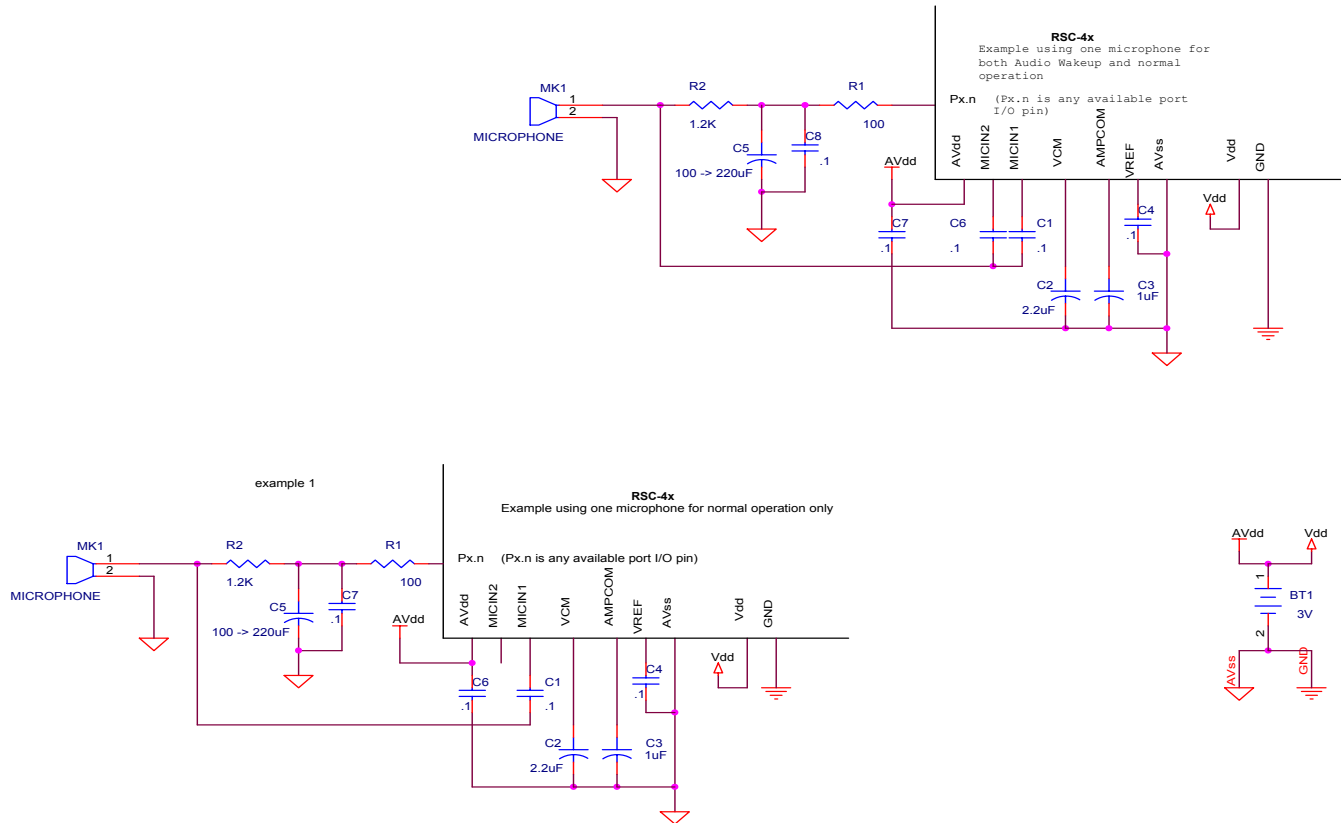 RSC-4x
Example using one microphone for
both Audio Wakeup and normal
operation
Px.n (Px.n is any available port
I/O pin)
MK1
1
2
MICROPHONE
R2
1.2K
R1
100
C5
100 -> 220uF
C8
.1
AVdd
AVdd
MICIN2
MICIN1
VCM
AMPCOM
VREF
AVss
Vdd
GND
Vdd
C7
.1
C6
.1
C1
.1
C4
.1
C2
2.2uF
C3
1uF
example 1
RSC-4x
Example using one microphone for normal operation only
Px.n (Px.n is any available port I/O pin)
MK1
1
2
MICROPHONE
R2
1.2K
R1
100
C5
100 -> 220uF
C7
.1
AVdd
AVdd
MICIN2
MICIN1
VCM
AMPCOM
VREF
AVss
Vdd
GND
Vdd
C6
.1
C1
.1
C4
.1
C2
2.2uF
C3
1uF
AVdd
Vdd
1
BT1
3V
2
AVss
GND